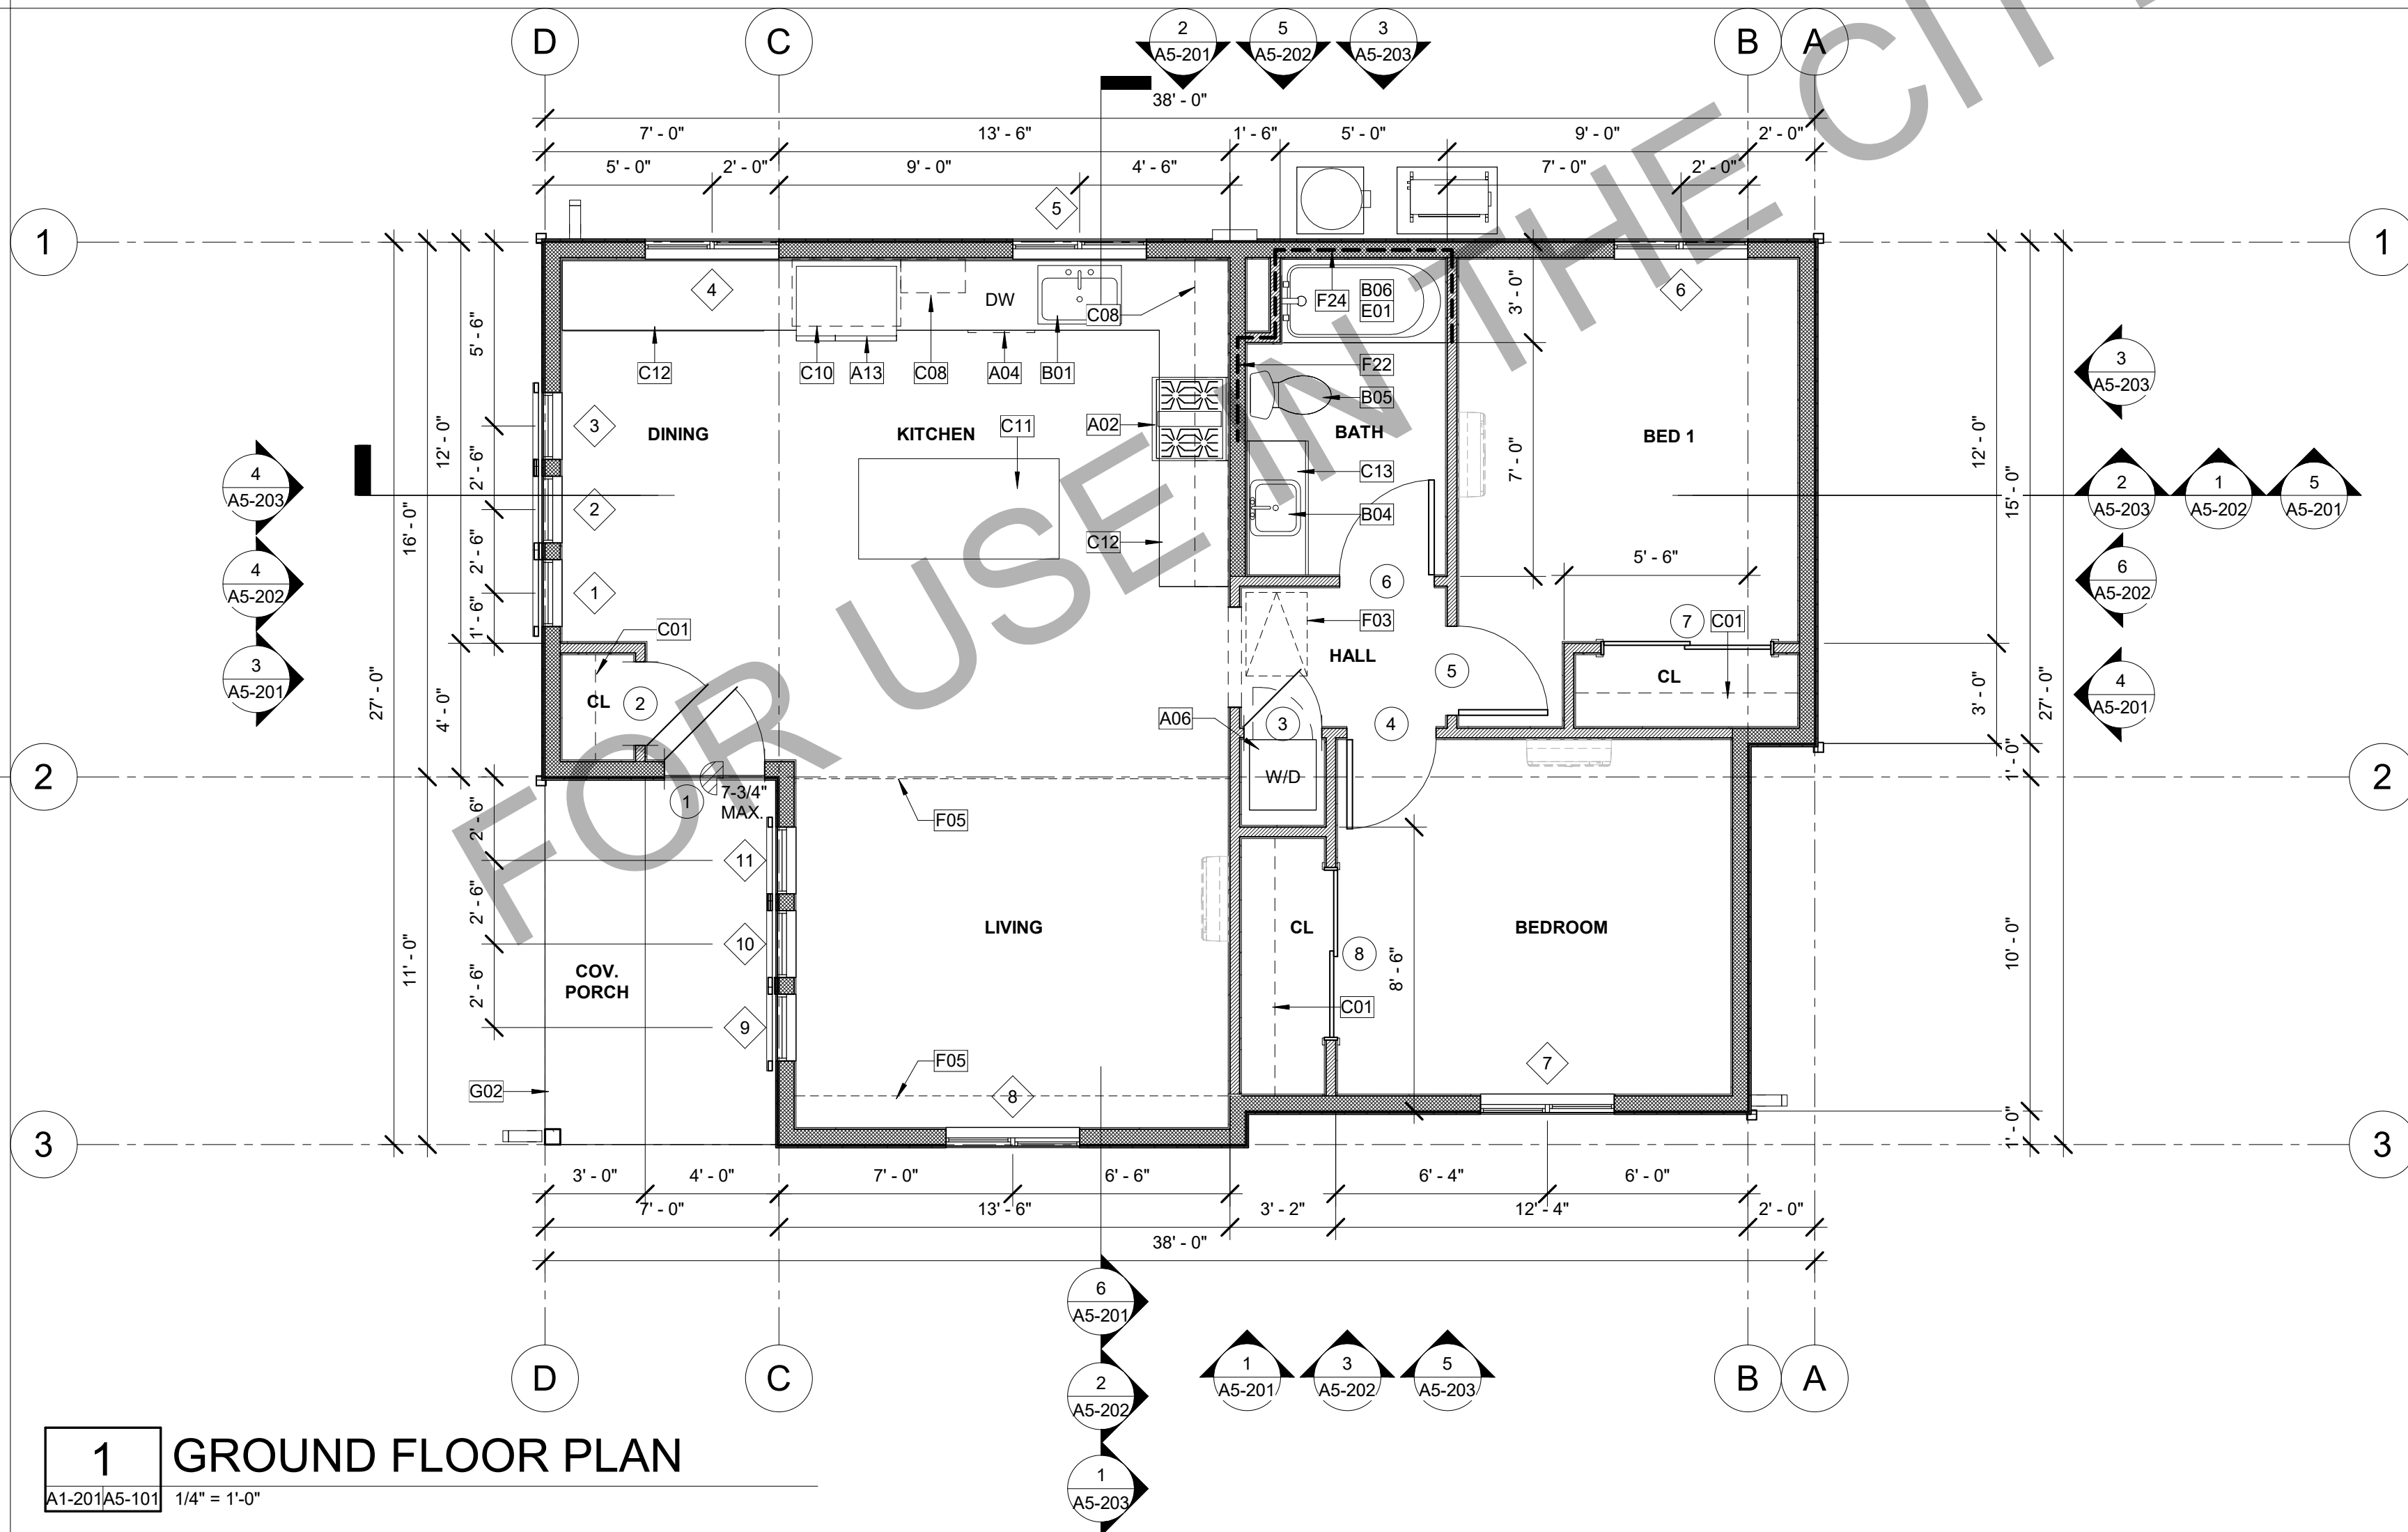 D
C
2
A5-201
5
A5-202
3
A5-203
B
A
38' - 0"
7' - 0"
13' - 6"
1' - 6"
5' - 0"
9' - 0"
2' - 0"
5' - 0"
2' - 0"
9' - 0"
4' - 6"
7' - 0"
2' - 0"
FOR USE IN THE CIT
1
5
1
4
DW
C08
F24
B06
E01
6
3' - 0"
5' - 6"
C12
C10
A13
C08
A04
B01
F22
B05
3
A5-203
3
DINING
KITCHEN
C11
A02
BATH
BED 1
12' - 0"
2' - 6"
7' - 0"
C13
12' - 0"
4
A5-203
2
B04
2
A5-203
1
A5-202
5
A5-201
15' - 0"
16' - 0"
C12
2' - 6"
5' - 6"
4
A5-202
1
6
6
A5-202
1' - 6"
C01
F03
7
C01
3
A5-201
HALL
5
CL
2
CL
4
A5-201
27' - 0"
4' - 0"
A06
3
4
3' - 0"
27' - 0"
2
W/D
1' - 0"
2
1
7-3/4"
MAX.
F05
2' - 6"
11
2' - 6"
LIVING
CL
BEDROOM
10
8
11' - 0"
COV.
PORCH
8' - 6"
10' - 0"
2' - 6"
C01
9
F05
7
G02
8
3
1' - 0"
3
3' - 0"
4' - 0"
7' - 0"
6' - 6"
6' - 4"
6' - 0"
7' - 0"
13' - 6"
3' - 2"
12' - 4"
2' - 0"
38' - 0"
6
A5-201
D
C
2
A5-202
1
A5-201
3
A5-202
5
A5-203
B
A
1
A5-203
1
GROUND FLOOR PLAN
A1-201
A5-101
1/4" = 1'-0"